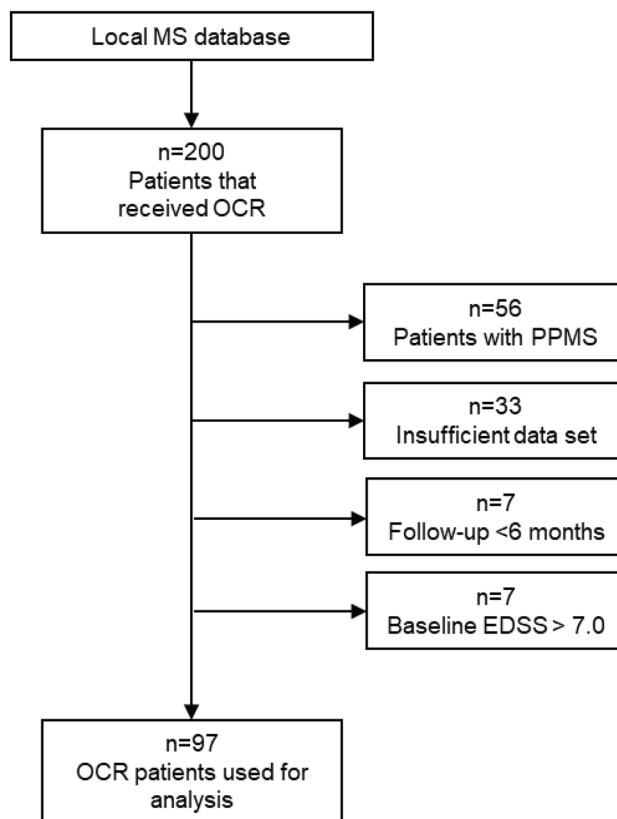 Local MS database
n=200
Patients that
received OCR
n=56
Patients with PPMS
n=33
Insufficient data set
n=7
Follow-up <6 months
n=7
Baseline EDSS > 7.0
n=97
OCR patients used for
analysis